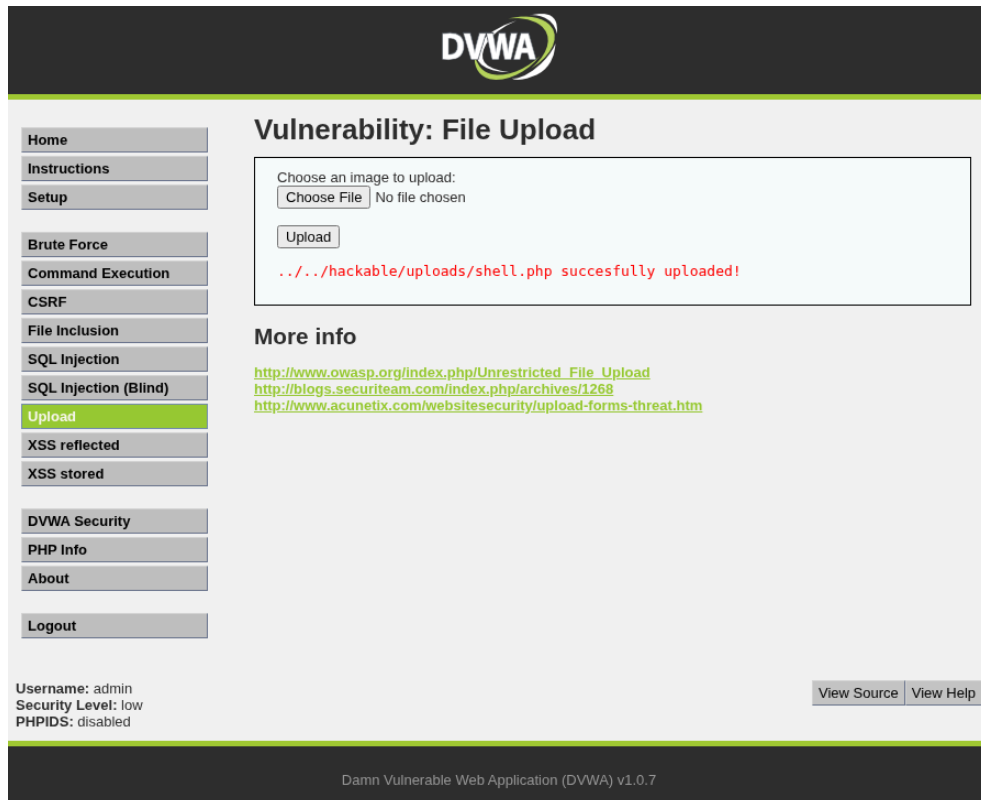 DVWA
Home
Instructions
Setup
Brute Force
Command Execution
CSRF
File Inclusion
SQL Injection
SQL Injection (Blind)
Upload
XSS reflected
XSS stored
DVWA Security
PHP Info
About
Logout
Vulnerability: File Upload
Choose an image to upload:
Choose File No file chosen
Upload
../../hackable/uploads/shell.php succesfully uploaded!
More info
http://www.owasp.org/index.php/Unrestricted_File_Upload
http://blogs.securiteam.com/index.php/archives/1268
http://www.acunetix.com/websitesecurity/upload-forms-threat.htm
Username: admin
Security Level: low
PHPIDS: disabled
View Source View Help
Damn Vulnerable Web Application (DVWA) v1.0.7